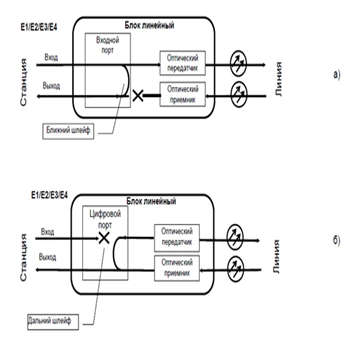 E1/E2/E3/E4
Блок линейный
Входной
порт
Вход
Выход
Станция
Оптический
передатчик
Оптический
приемник
Линия
а)
Ближний шлейф
E1/E2/E3/E4
Блок линейный
Цифровой
порт
Вход
Выход
Станция
Оптический
передатчик
Оптический
приемник
Линия
б)
Дальний шлейф